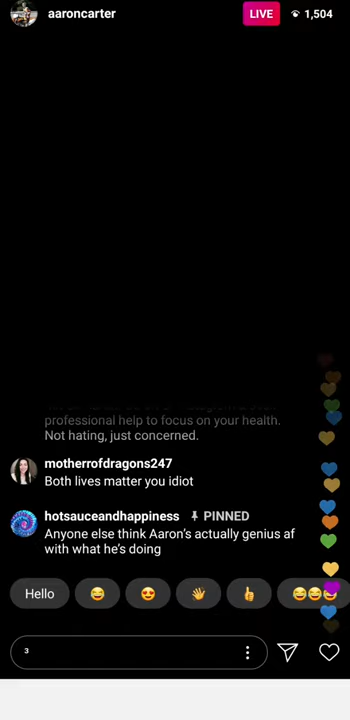 aaroncarter
LIVE
1,504
professional help to focus on your health.
Not hating, just concerned.
motherrofdragons247
Both lives matter you idiot
hotsauceandhappiness PINNED
Anyone else think Aaron's actually genius af
with what he's doing
Hello
3